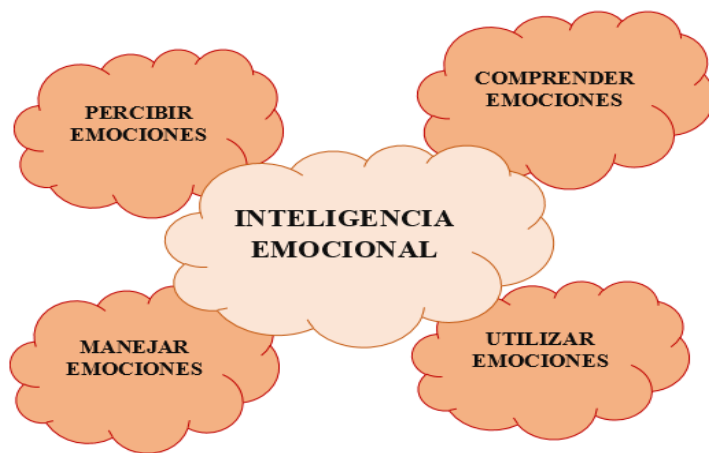 PERCIBIR
EMOCIONES
COMPRENDER
EMOCIONES
INTELIGENCIA
EMOCIONAL
MANEJAR
EMOCIONES
UTILIZAR
EMOCIONES